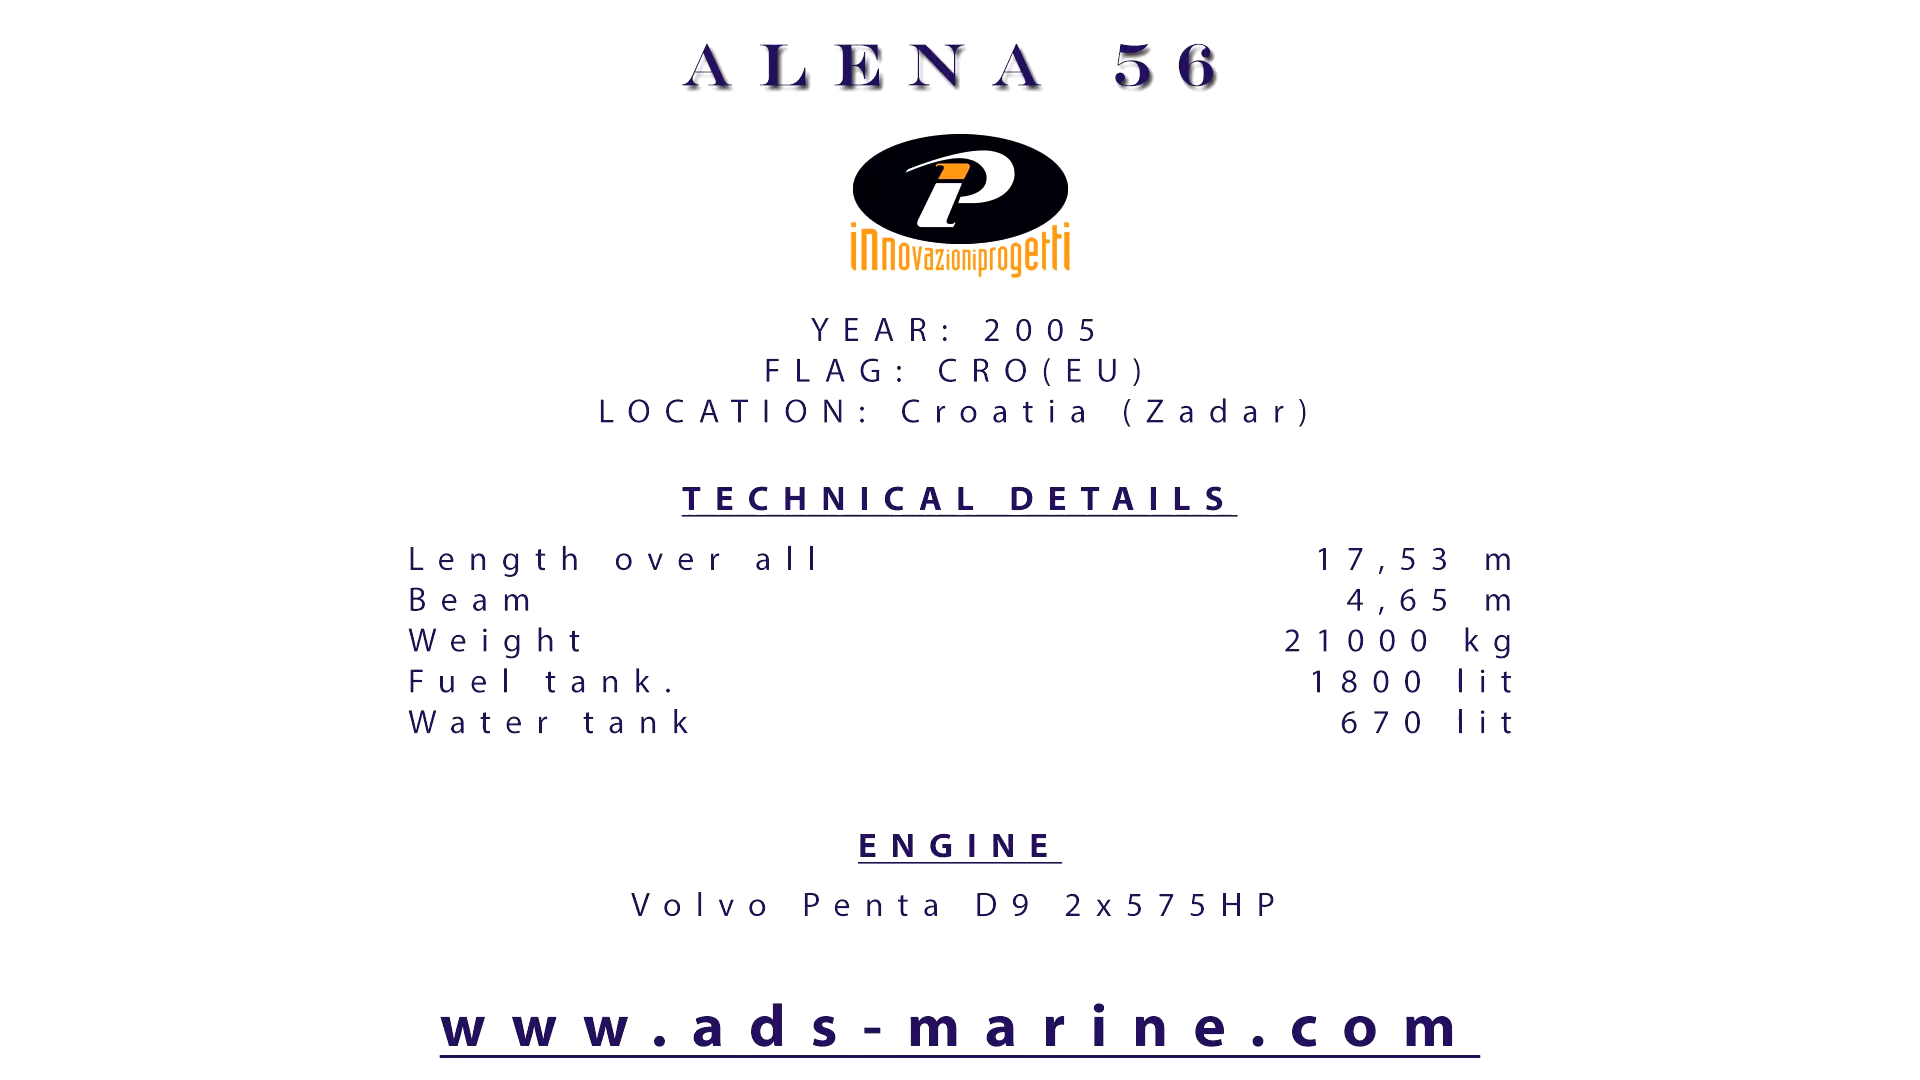 ALENA 56
iP
innovazioniprogetti
YEAR: 2005
FLAG: CRO(EU)
LOCATION: Croatia (Zadar)
TECHNICAL DETAILS
Length over all 17,53 m
Beam 4,65 m
Weight 21000 kg
Fuel tank. 1800 lit
Water tank 670 lit
ENGINE
Volvo Penta D9 2x575HP
www.ads-marine.com